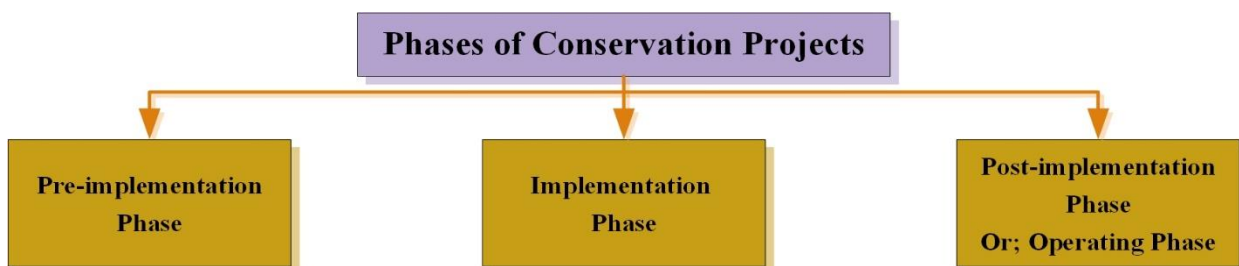 Phases of Conservation Projects
Pre-implementation
Phase
Implementation
Phase
Post-implementation
Phase
Or; Operating Phase